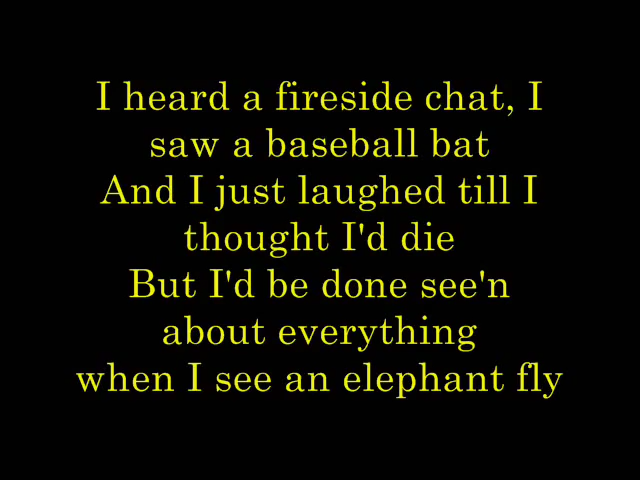 I heard a fireside chat, I
saw a baseball bat
And I just laughed till I
thought I'd die
But I'd be done see'n
about everything
when I see an elephant fly